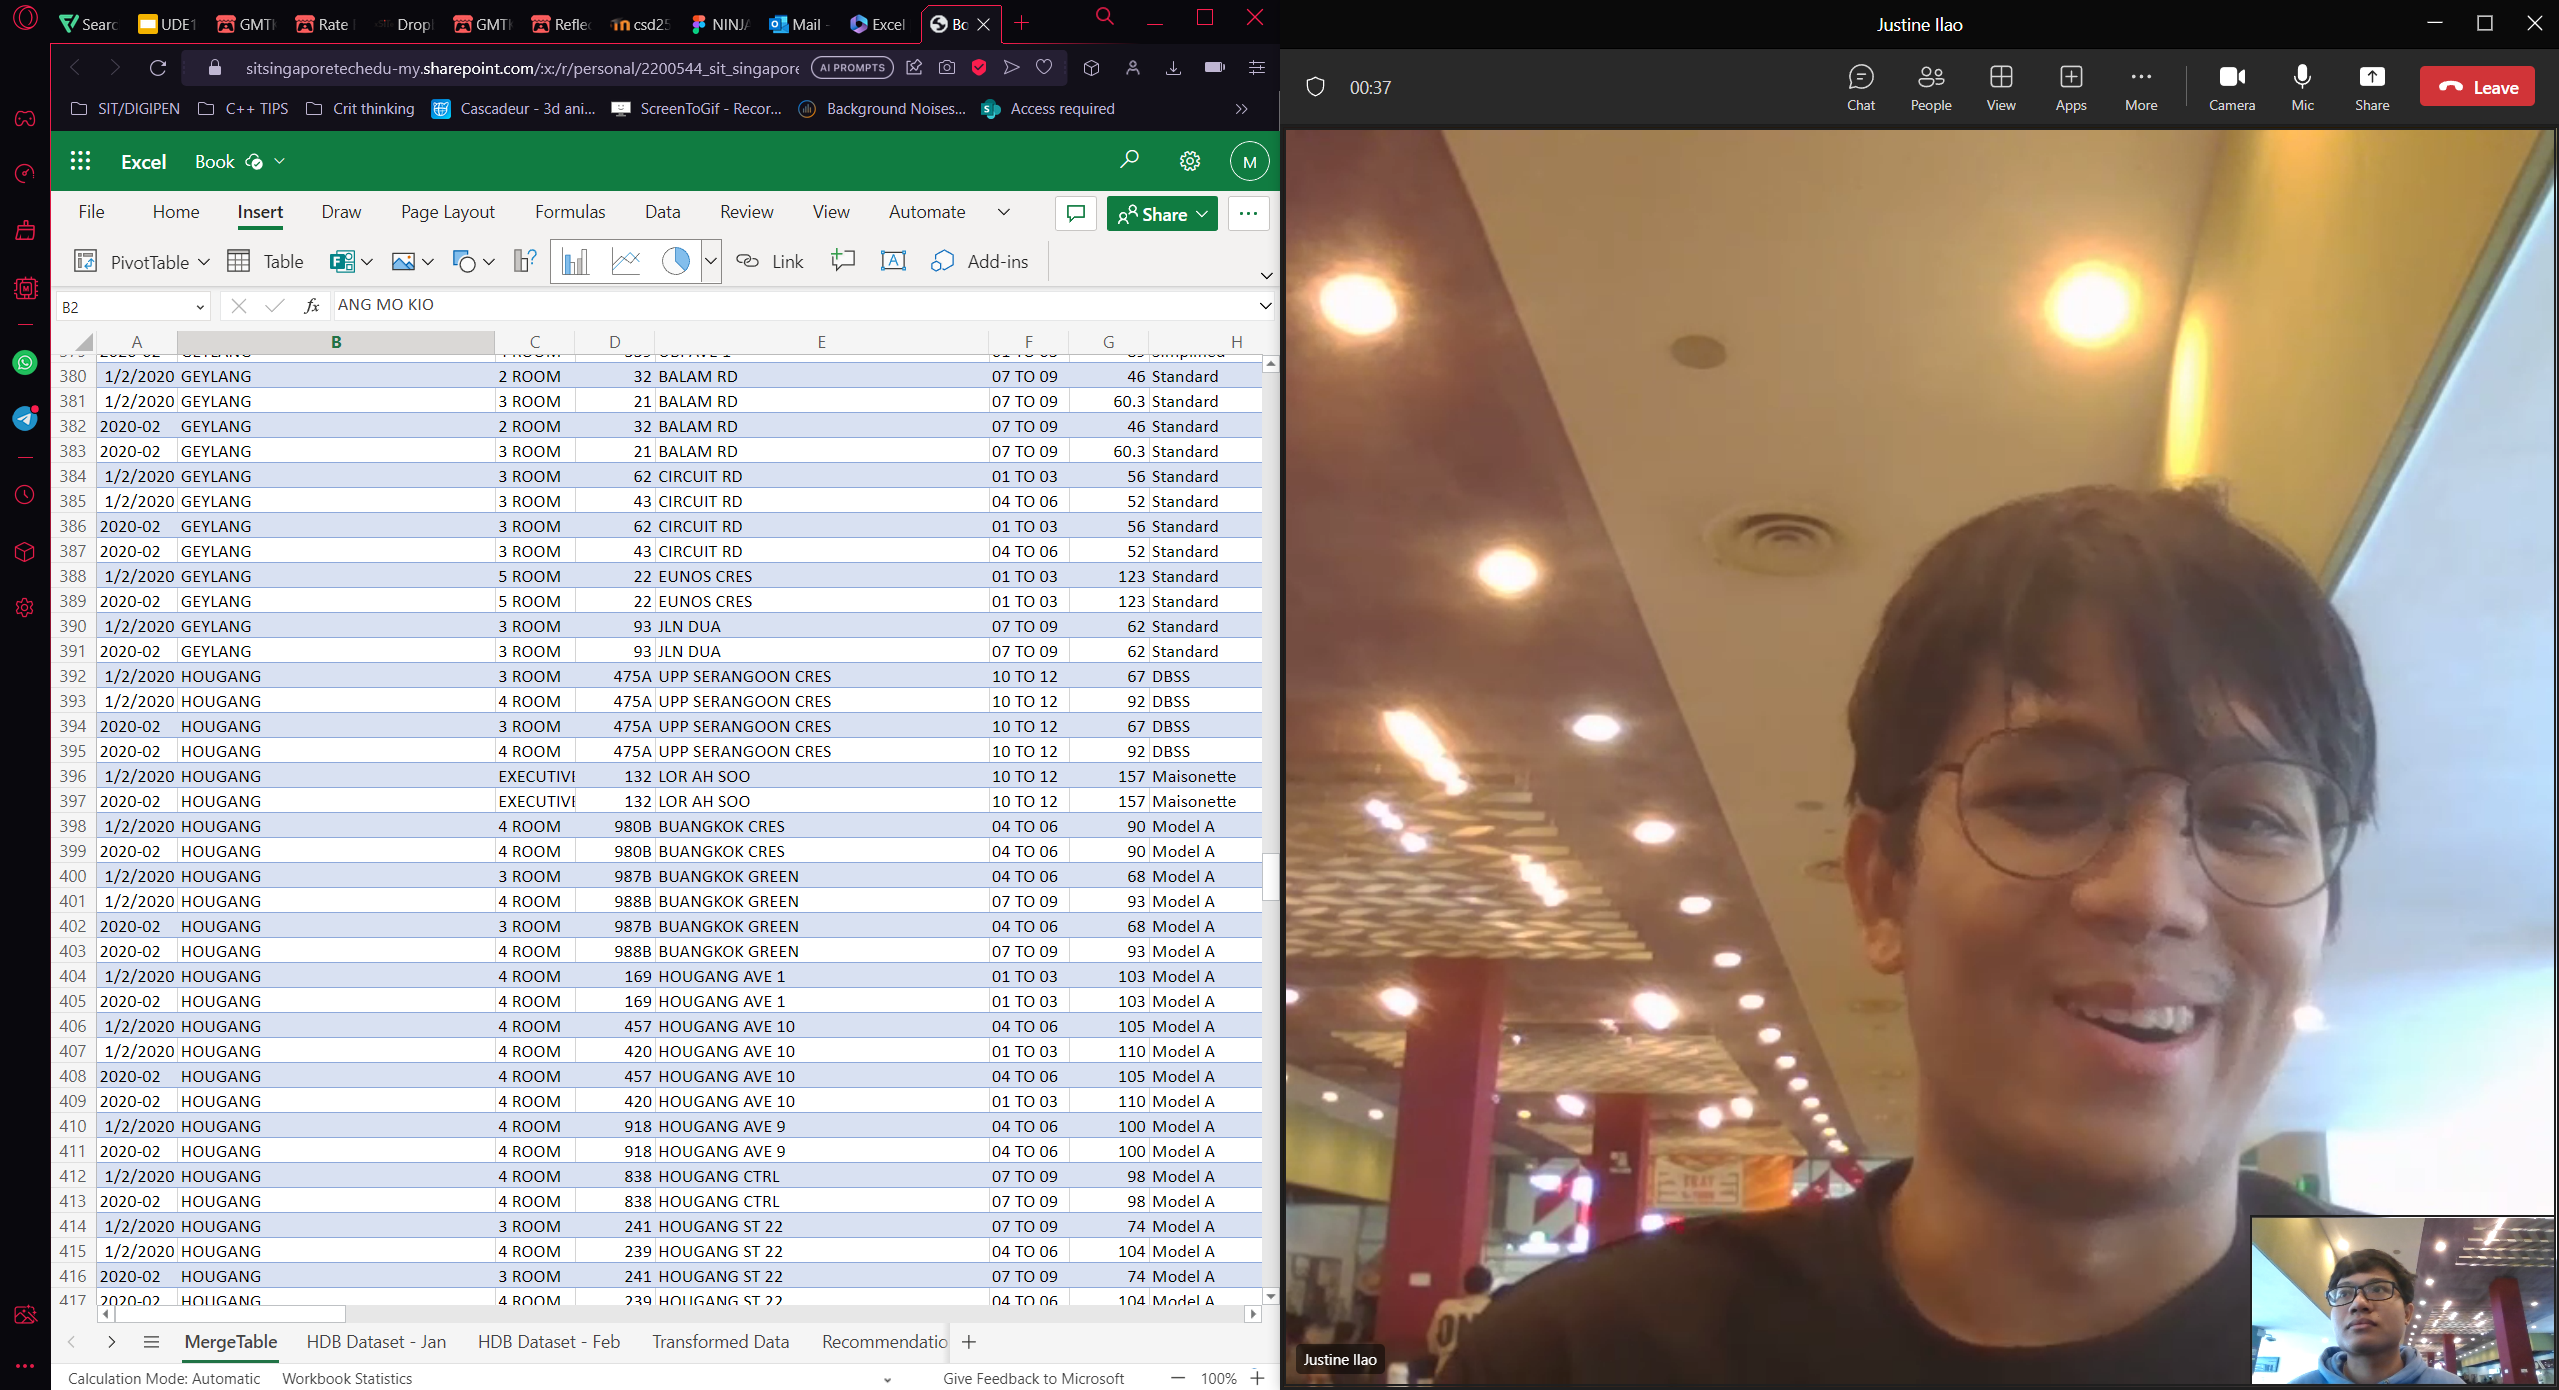 Searc UDE1 GMTK Rate Drop GMTK Refle csd25 NINJA Mail - Excel Bo
sitsingaporetechedu-my.sharepoint.com/:x:/r/personal/2200544_sit_singapore AI PROMPTS
SIT/DIGIPEN C++ TIPS Crit thinking Cascadeur - 3d ani... ScreenToGif - Recor... Background Noises... Access required
Excel Book M
File Home Insert Draw Page Layout Formulas Data Review View Automate Share
PivotTable Table Link Add-ins
B2 fx ANG MO KIO
A B C D E F G H
380 1/2/2020 GEYLANG 2 ROOM 32 BALAM RD 07 TO 09 46 Standard
381 1/2/2020 GEYLANG 3 ROOM 21 BALAM RD 07 TO 09 60.3 Standard
382 2020-02 GEYLANG 2 ROOM 32 BALAM RD 07 TO 09 46 Standard
383 2020-02 GEYLANG 3 ROOM 21 BALAM RD 07 TO 09 60.3 Standard
384 1/2/2020 GEYLANG 3 ROOM 62 CIRCUIT RD 01 TO 03 56 Standard
385 1/2/2020 GEYLANG 3 ROOM 43 CIRCUIT RD 04 TO 06 52 Standard
386 2020-02 GEYLANG 3 ROOM 62 CIRCUIT RD 01 TO 03 56 Standard
387 2020-02 GEYLANG 3 ROOM 43 CIRCUIT RD 04 TO 06 52 Standard
388 1/2/2020 GEYLANG 5 ROOM 22 EUNOS CRES 01 TO 03 123 Standard
389 2020-02 GEYLANG 5 ROOM 22 EUNOS CRES 01 TO 03 123 Standard
390 1/2/2020 GEYLANG 3 ROOM 93 JLN DUA 07 TO 09 62 Standard
391 2020-02 GEYLANG 3 ROOM 93 JLN DUA 07 TO 09 62 Standard
392 1/2/2020 HOUGANG 3 ROOM 475A UPP SERANGOON CRES 10 TO 12 67 DBSS
393 1/2/2020 HOUGANG 4 ROOM 475A UPP SERANGOON CRES 10 TO 12 92 DBSS
394 2020-02 HOUGANG 3 ROOM 475A UPP SERANGOON CRES 10 TO 12 67 DBSS
395 2020-02 HOUGANG 4 ROOM 475A UPP SERANGOON CRES 10 TO 12 92 DBSS
396 1/2/2020 HOUGANG EXECUTIVE 132 LOR AH SOO 10 TO 12 157 Maisonette
397 2020-02 HOUGANG EXECUTIVE 132 LOR AH SOO 10 TO 12 157 Maisonette
398 1/2/2020 HOUGANG 4 ROOM 980B BUANGKOK CRES 04 TO 06 90 Model A
399 2020-02 HOUGANG 4 ROOM 980B BUANGKOK CRES 04 TO 06 90 Model A
400 1/2/2020 HOUGANG 3 ROOM 987B BUANGKOK GREEN 04 TO 06 68 Model A
401 1/2/2020 HOUGANG 4 ROOM 988B BUANGKOK GREEN 07 TO 09 93 Model A
402 2020-02 HOUGANG 3 ROOM 987B BUANGKOK GREEN 04 TO 06 68 Model A
403 2020-02 HOUGANG 4 ROOM 988B BUANGKOK GREEN 07 TO 09 93 Model A
404 1/2/2020 HOUGANG 4 ROOM 169 HOUGANG AVE 1 01 TO 03 103 Model A
405 2020-02 HOUGANG 4 ROOM 169 HOUGANG AVE 1 01 TO 03 103 Model A
406 1/2/2020 HOUGANG 4 ROOM 457 HOUGANG AVE 10 04 TO 06 105 Model A
407 1/2/2020 HOUGANG 4 ROOM 420 HOUGANG AVE 10 01 TO 03 110 Model A
408 2020-02 HOUGANG 4 ROOM 457 HOUGANG AVE 10 04 TO 06 105 Model A
409 2020-02 HOUGANG 4 ROOM 420 HOUGANG AVE 10 01 TO 03 110 Model A
410 1/2/2020 HOUGANG 4 ROOM 918 HOUGANG AVE 9 04 TO 06 100 Model A
411 2020-02 HOUGANG 4 ROOM 918 HOUGANG AVE 9 04 TO 06 100 Model A
412 1/2/2020 HOUGANG 4 ROOM 838 HOUGANG CTRL 07 TO 09 98 Model A
413 2020-02 HOUGANG 4 ROOM 838 HOUGANG CTRL 07 TO 09 98 Model A
414 1/2/2020 HOUGANG 3 ROOM 241 HOUGANG ST 22 07 TO 09 74 Model A
415 1/2/2020 HOUGANG 4 ROOM 239 HOUGANG ST 22 04 TO 06 104 Model A
416 2020-02 HOUGANG 3 ROOM 241 HOUGANG ST 22 07 TO 09 74 Model A
417 2020-02 HOUGANG 4 ROOM 239 HOUGANG ST 22 04 TO 06 104 Model A
MergeTable HDB Dataset - Jan HDB Dataset - Feb Transformed Data Recommendatio
Calculation Mode: Automatic Workbook Statistics Give Feedback to Microsoft 100%
Justine Ilao
00:37 Chat People View Apps More Camera Mic Share Leave
Justine Ilao